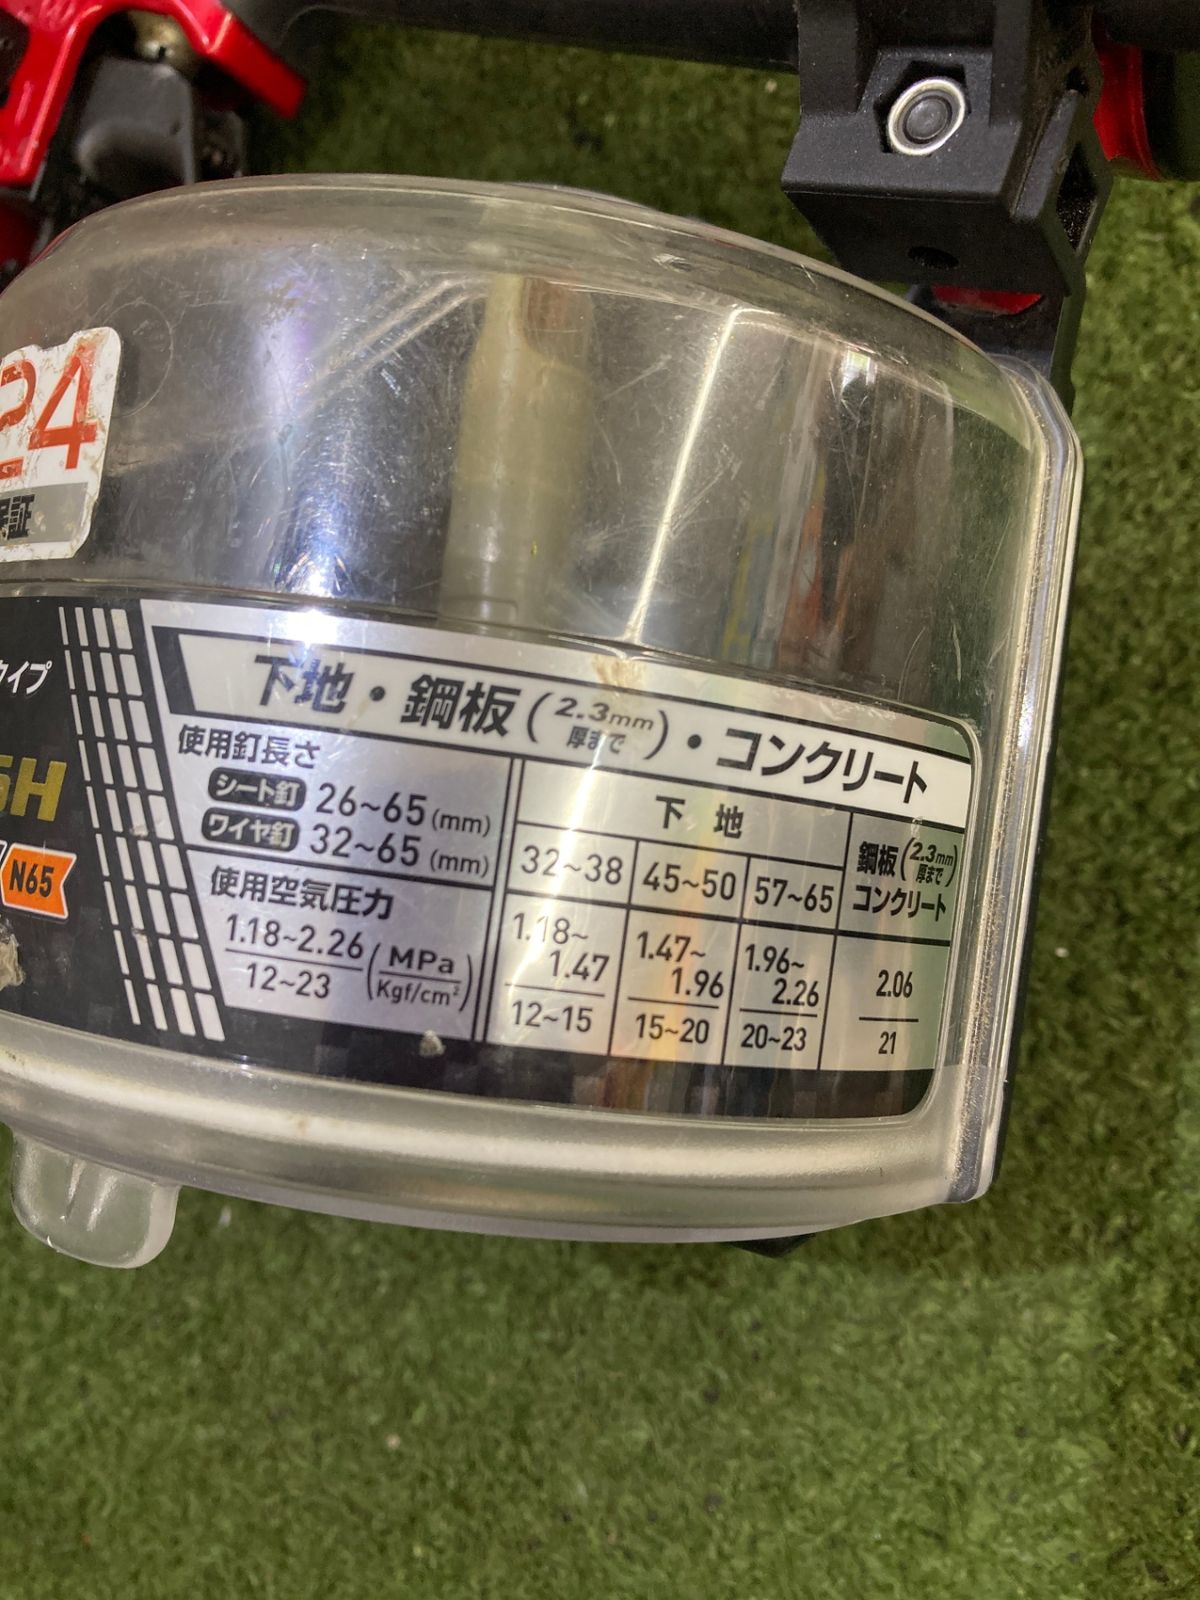 24
証
タイプ
5H
N65
下地・鋼板(2.3mm厚まで)・コンクリート
使用釘長さ
シート釘 26~65 (mm)
ワイヤ釘 32~65 (mm)
使用空気圧力
1.18~2.26
12~23
(MPa
Kgf/cm²)
下地
鋼板(2.3mm厚まで)
コンクリート
32~38
45~50
57~65
1.18~
1.47
12~15
1.47~
1.96
15~20
1.96~
2.26
20~23
2.06
21